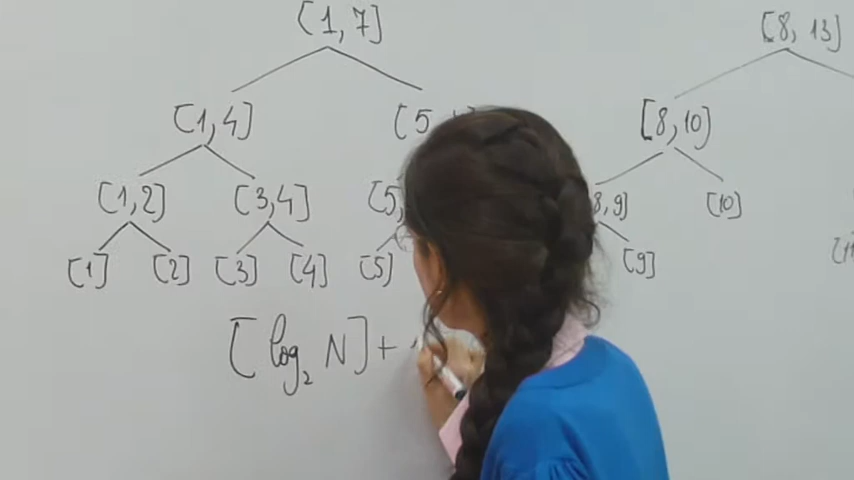 [1, 7] [8, 13]
[1, 4] [5 [8, 10]
[1, 2] [3, 4] [5, 8, 9] [10]
[1] [2] [3] [4] [5] [9]
[log₂ N] +